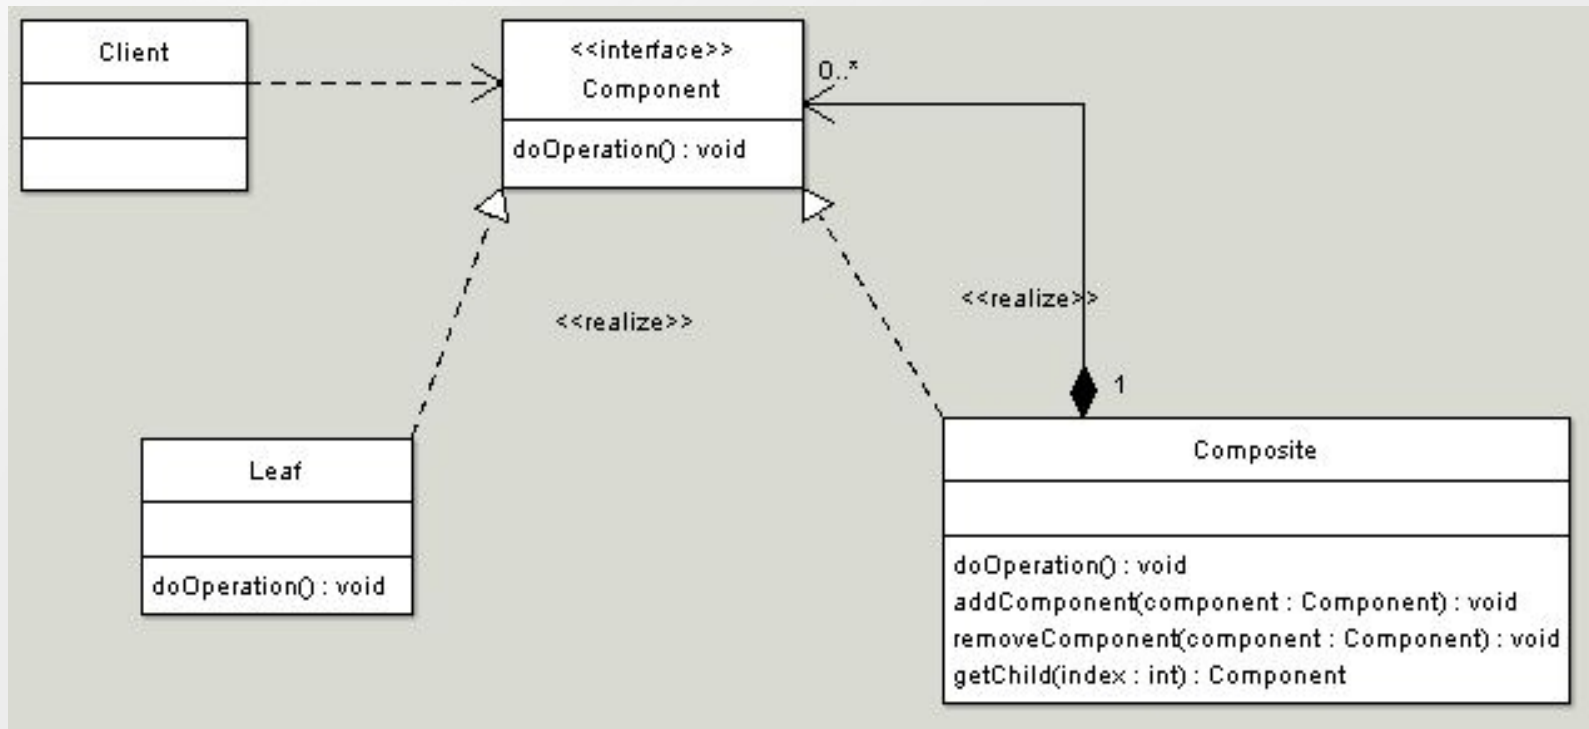 Client
<<interface>>
Component
doOperation() : void
0..*
<<realize>>
<<realize>>
1
Leaf
doOperation() : void
Composite
doOperation() : void
addComponent(component : Component) : void
removeComponent(component : Component) : void
getChild(index : int) : Component